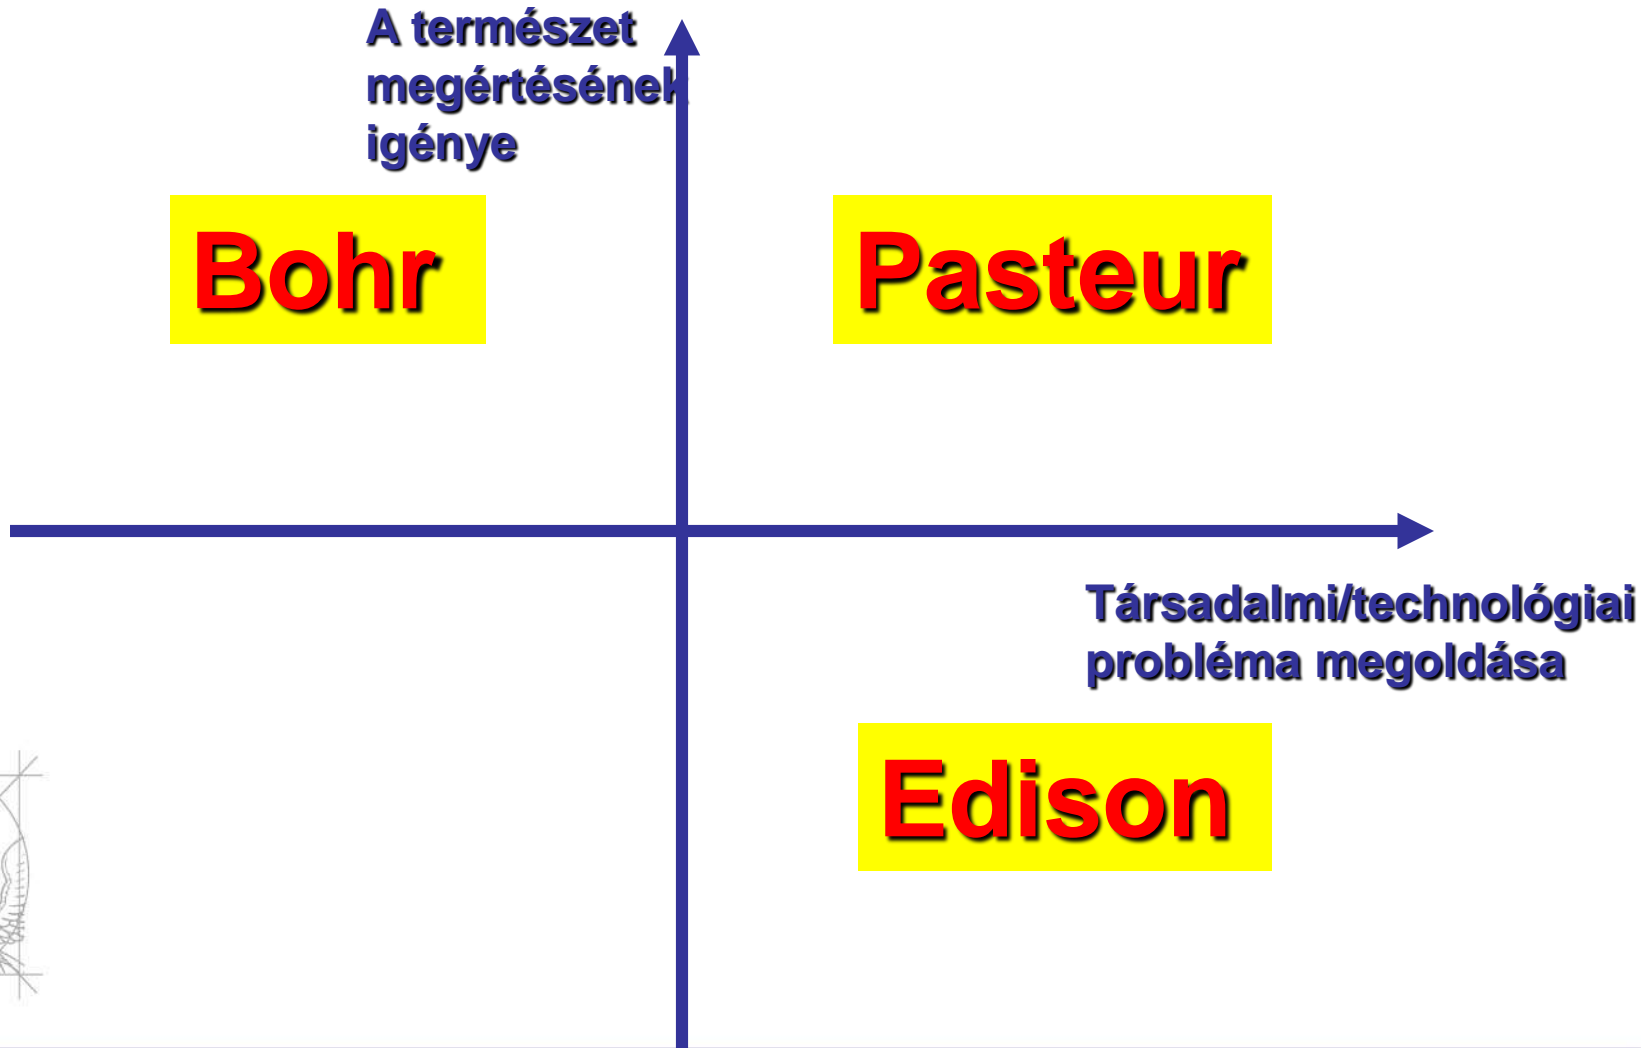 A természet
megértésének
igénye
Bohr
Pasteur
Társadalmi/technológiai
probléma megoldása
Edison